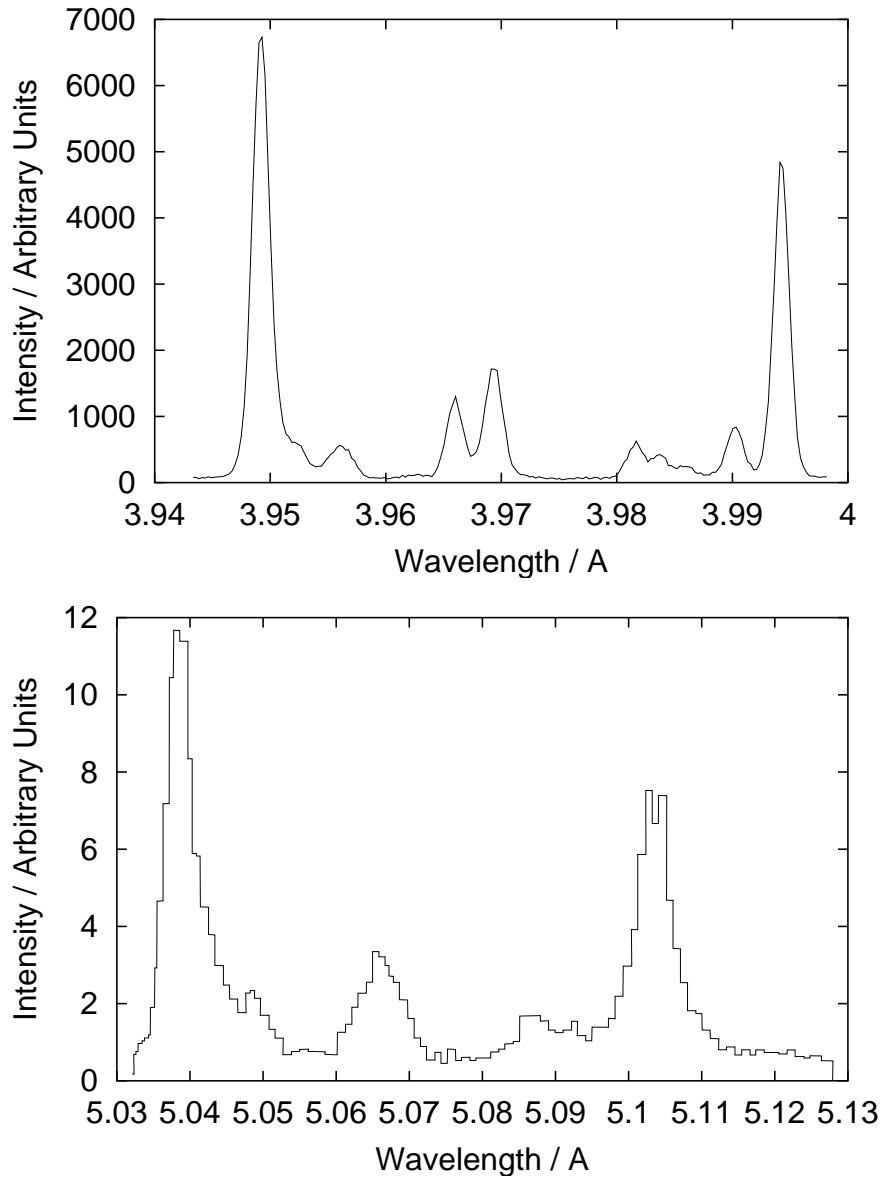 7000
6000
5000
4000
3000
2000
1000
0
Intensity / Arbitrary Units
3.94 3.95 3.96 3.97 3.98 3.99 4
Wavelength / A
12
10
8
6
4
2
0
Intensity / Arbitrary Units
5.03 5.04 5.05 5.06 5.07 5.08 5.09 5.1 5.11 5.12 5.13
Wavelength / A